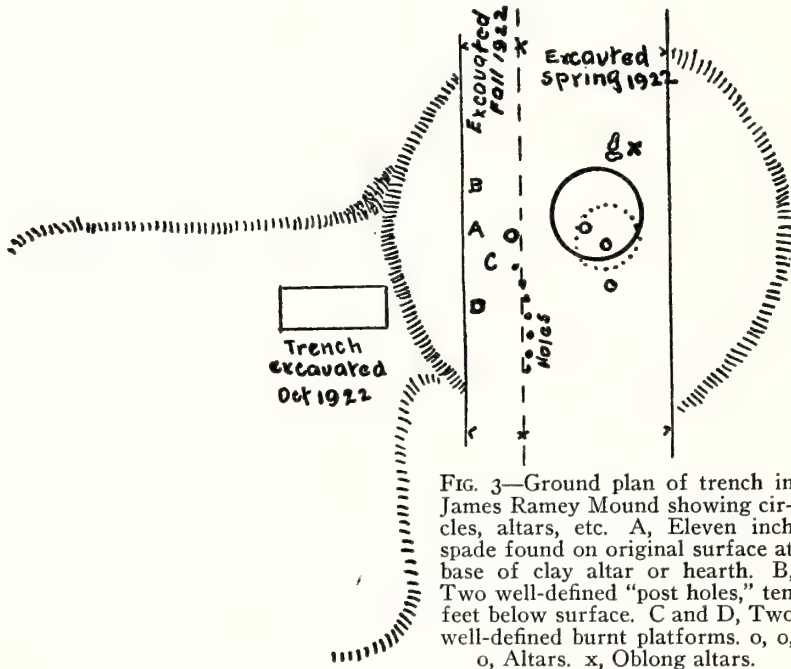 Excavated
Fall 1922
Excavted
spring 1922
x
B
A
C
D
Holes
Trench
excavated
Oct 1922
FIG. 3—Ground plan of trench in
James Ramey Mound showing cir-
cles, altars, etc. A, Eleven inch
spade found on original surface at
base of clay altar or hearth. B,
Two well-defined "post holes," ten
feet below surface. C and D, Two
well-defined burnt platforms. o, o,
o, Altars. x, Oblong altars.